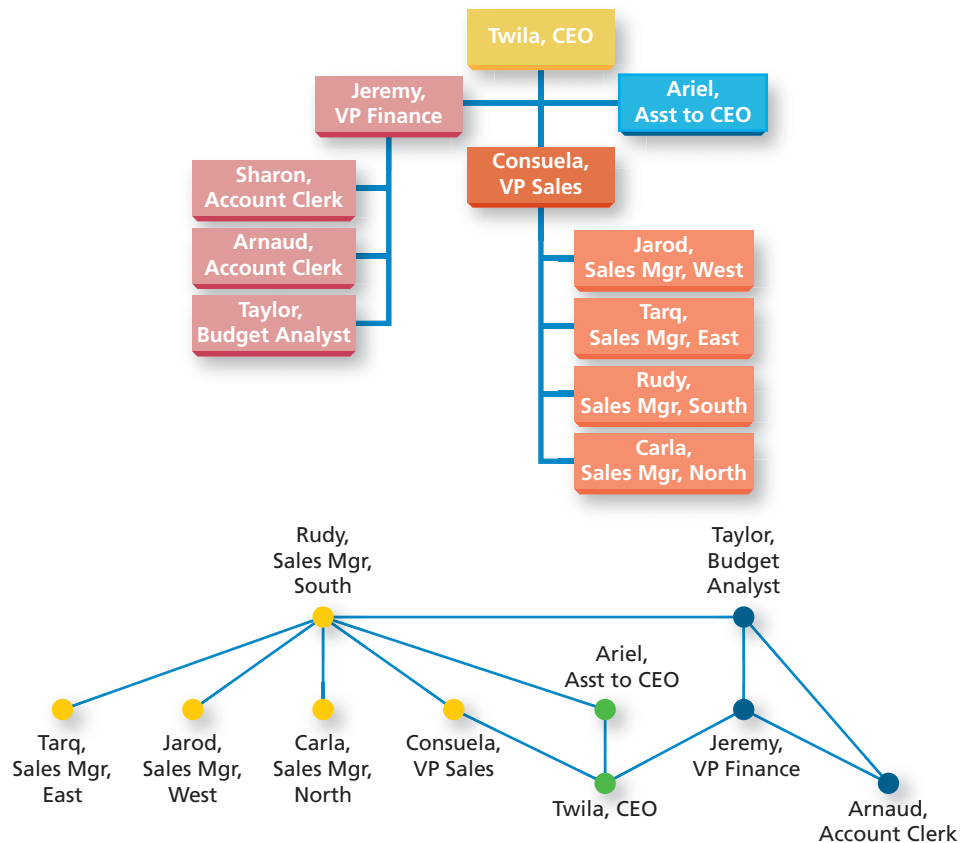 Twila, CEO
Jeremy,
VP Finance
Ariel,
Asst to CEO
Consuela,
VP Sales
Sharon,
Account Clerk
Arnaud,
Account Clerk
Taylor,
Budget Analyst
Jarod,
Sales Mgr, West
Tarq,
Sales Mgr, East
Rudy,
Sales Mgr, South
Carla,
Sales Mgr, North
Rudy,
Sales Mgr,
South
Taylor,
Budget
Analyst
Ariel,
Asst to CEO
Tarq,
Sales Mgr,
East
Jarod,
Sales Mgr,
West
Carla,
Sales Mgr,
North
Consuela,
VP Sales
Twila, CEO
Jeremy,
VP Finance
Arnaud,
Account Clerk